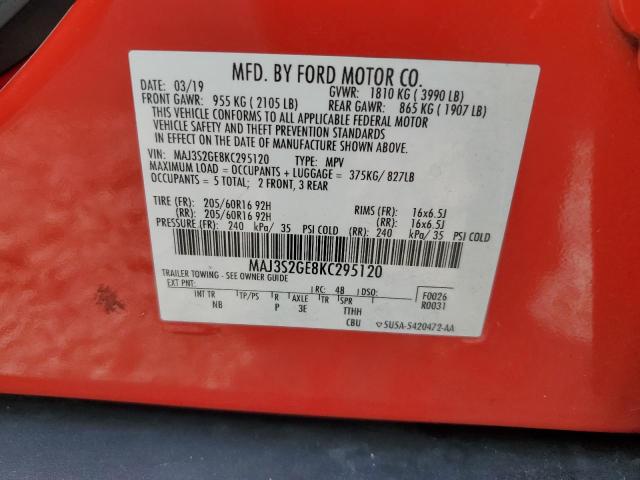 MFD. BY FORD MOTOR CO.
DATE: 03/19 GVWR: 1810 KG ( 3990 LB)
FRONT GAWR: 955 KG ( 2105 LB) REAR GAWR: 865 KG ( 1907 LB)
THIS VEHICLE CONFORMS TO ALL APPLICABLE FEDERAL MOTOR
VEHICLE SAFETY AND THEFT PREVENTION STANDARDS
IN EFFECT ON THE DATE OF MANUFACTURE SHOWN ABOVE.
VIN: MAJ3S2GE8KC295120 TYPE: MPV
MAXIMUM LOAD = OCCUPANTS + LUGGAGE = 375KG/ 827LB
OCCUPANTS = 5 TOTAL; 2 FRONT, 3 REAR
TIRE (FR): 205/60R16 92H RIMS (FR): 16x6.5J
(RR): 205/60R16 92H (RR): 16x6.5J
PRESSURE (FR): 240 kPa/ 35 PSI COLD (RR): 240 kPa/ 35 PSI COLD
MAJ3S2GE8KC295120
TRAILER TOWING - SEE OWNER GUIDE
EXT PNT: RC: 48 DSO: F0026
R0031
INT TR TP/PS R AXLE TR SPR
NB P 3E TTHH
CBU SU5A-5420472-AA